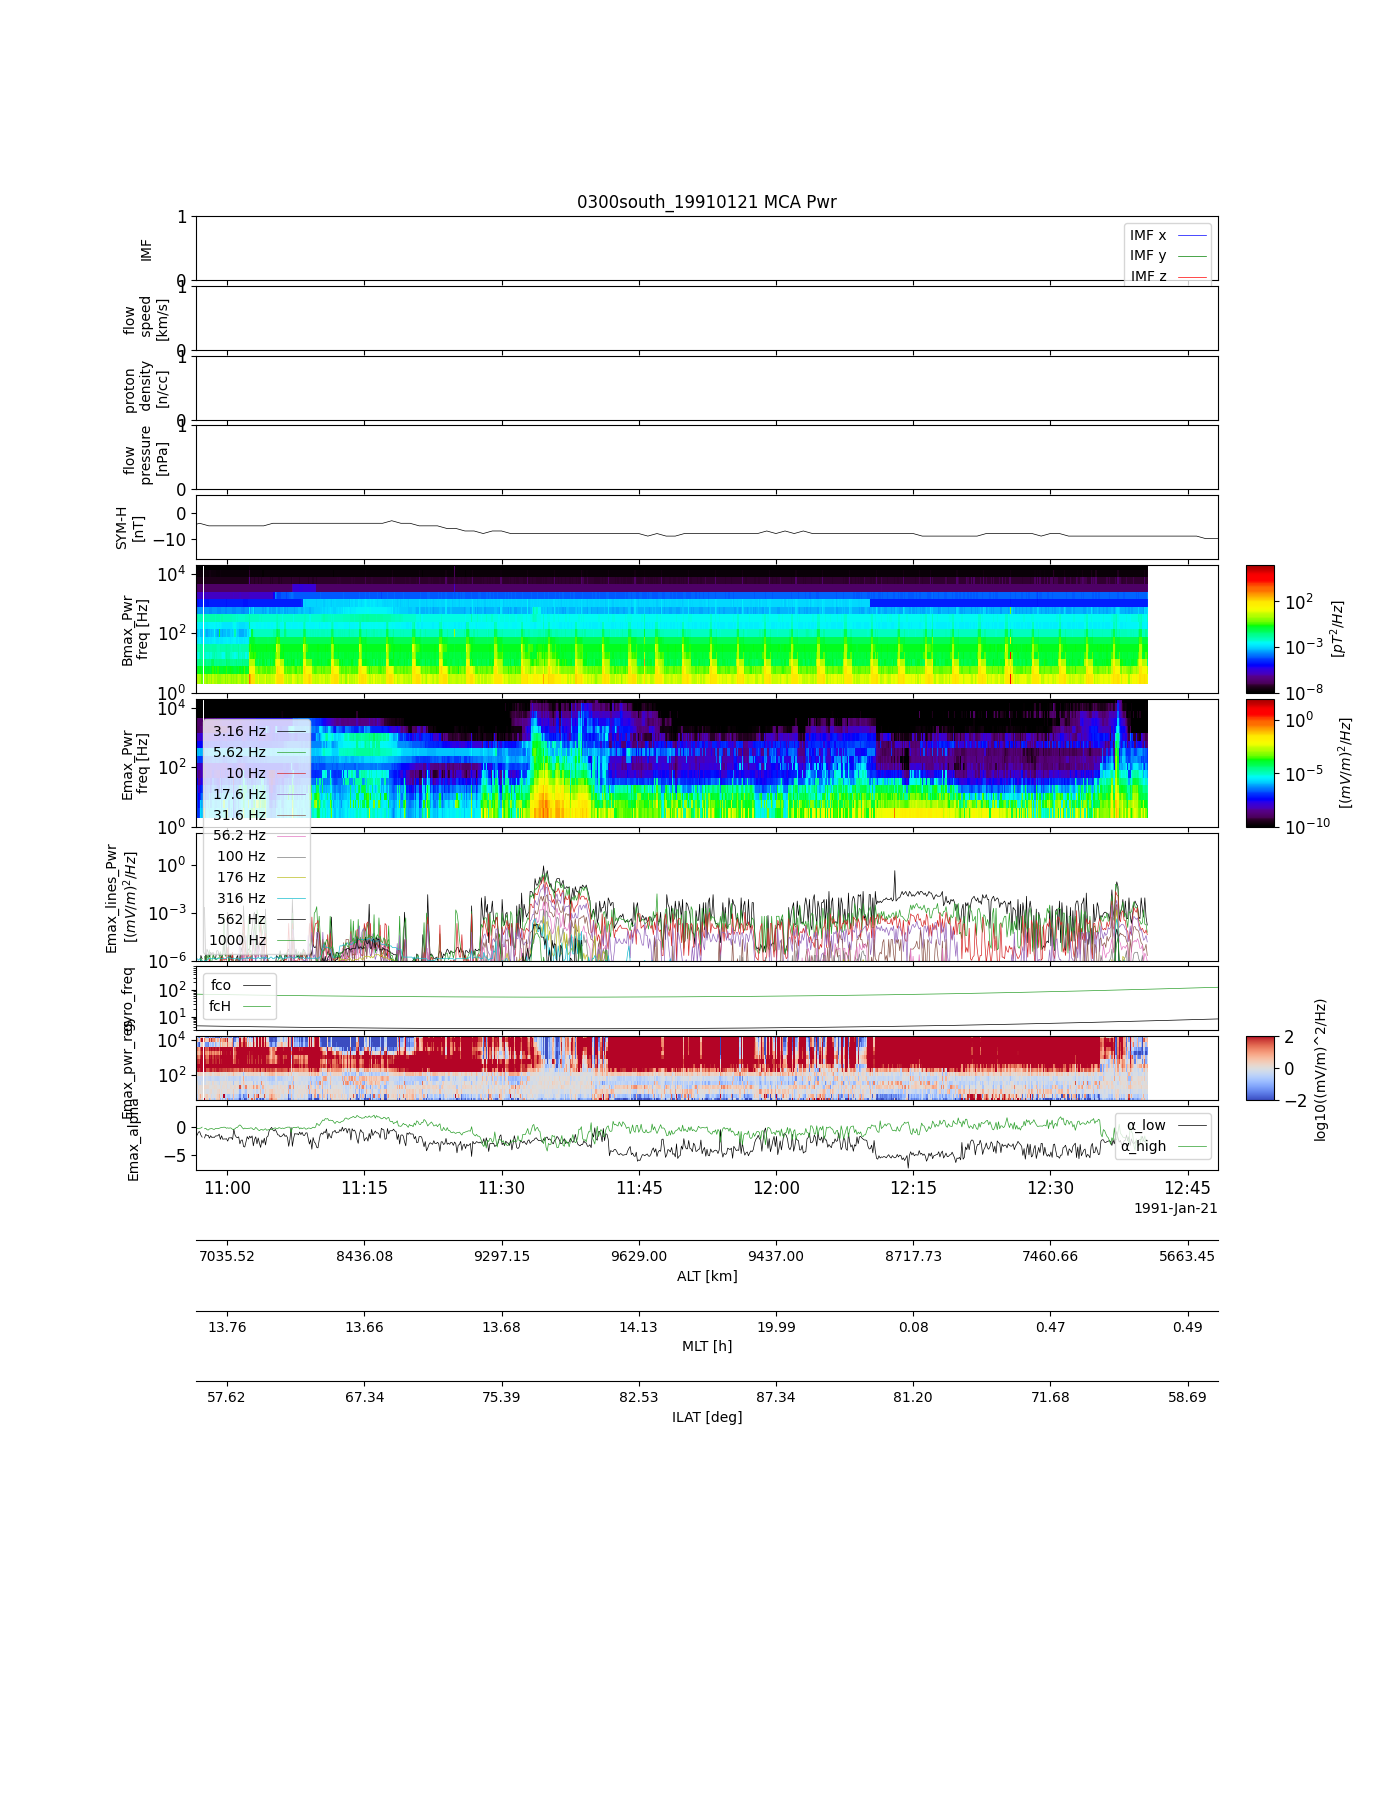 0300south_19910121 MCA Pwr
1
0
IMF
IMF x
IMF y
IMF z
1
0
flow
speed
[km/s]
1
0
proton
density
[n/cc]
1
0
flow
pressure
[nPa]
0
−10
SYM-H
[nT]
10^4
10^2
10^0
Bmax_Pwr
freq [Hz]
10^2
10^−3
10^−8
[pT^2/Hz]
10^4
10^2
10^0
Emax_Pwr
freq [Hz]
10^0
10^−5
10^−10
[(mV/m)^2/Hz]
3.16 Hz
5.62 Hz
10 Hz
17.6 Hz
31.6 Hz
56.2 Hz
100 Hz
176 Hz
316 Hz
562 Hz
1000 Hz
10^0
10^−3
10^−6
Emax_lines_Pwr
[(mV/m)^2/Hz]
10^2
10^1
gyro_freq
fco
fcH
10^4
10^2
Emax_pwr_reg
2
0
−2
log10((mV/m)^2/Hz)
0
−5
Emax_alpha
α_low
α_high
11:00 11:15 11:30 11:45 12:00 12:15 12:30 12:45
1991-Jan-21
7035.52 8436.08 9297.15 9629.00 9437.00 8717.73 7460.66 5663.45
ALT [km]
13.76 13.66 13.68 14.13 19.99 0.08 0.47 0.49
MLT [h]
57.62 67.34 75.39 82.53 87.34 81.20 71.68 58.69
ILAT [deg]